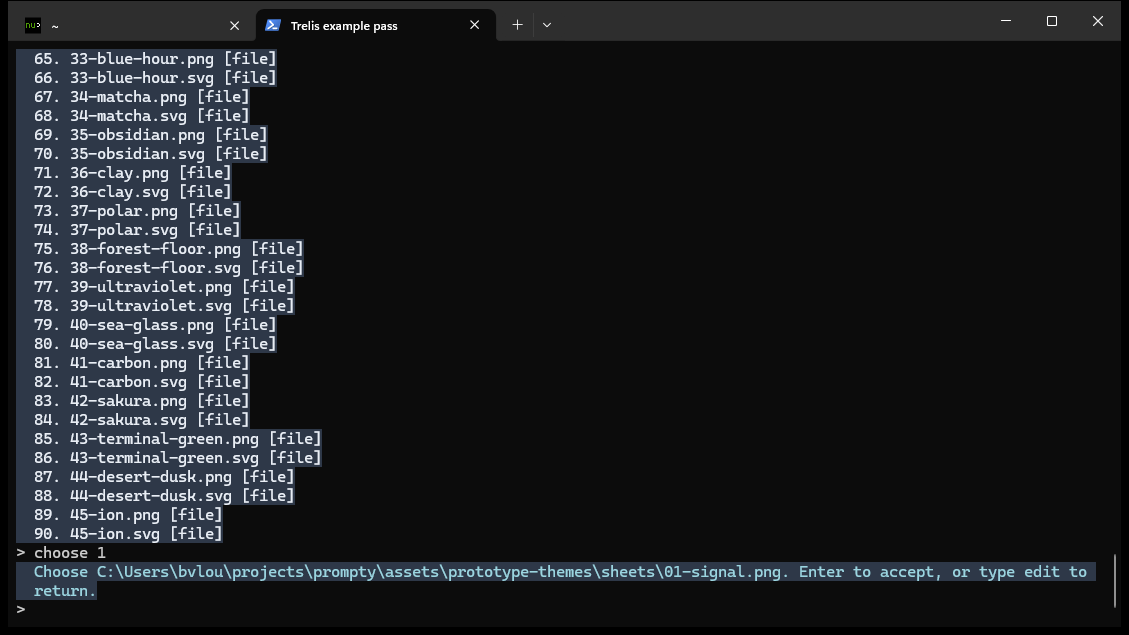 nu> ~
Trelis example pass
65. 33-blue-hour.png [file]
66. 33-blue-hour.svg [file]
67. 34-matcha.png [file]
68. 34-matcha.svg [file]
69. 35-obsidian.png [file]
70. 35-obsidian.svg [file]
71. 36-clay.png [file]
72. 36-clay.svg [file]
73. 37-polar.png [file]
74. 37-polar.svg [file]
75. 38-forest-floor.png [file]
76. 38-forest-floor.svg [file]
77. 39-ultraviolet.png [file]
78. 39-ultraviolet.svg [file]
79. 40-sea-glass.png [file]
80. 40-sea-glass.svg [file]
81. 41-carbon.png [file]
82. 41-carbon.svg [file]
83. 42-sakura.png [file]
84. 42-sakura.svg [file]
85. 43-terminal-green.png [file]
86. 43-terminal-green.svg [file]
87. 44-desert-dusk.png [file]
88. 44-desert-dusk.svg [file]
89. 45-ion.png [file]
90. 45-ion.svg [file]
> choose 1
Choose C:\Users\bvlou\projects\prompty\assets\prototype-themes\sheets\01-signal.png. Enter to accept, or type edit to
return.
>